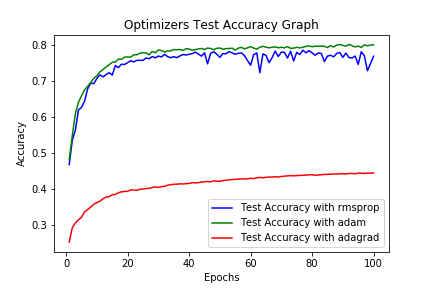 Optimizers Test Accuracy Graph
Accuracy
0.8
0.7
0.6
0.5
0.4
0.3
0 20 40 60 80 100
Epochs
Test Accuracy with rmsprop
Test Accuracy with adam
Test Accuracy with adagrad